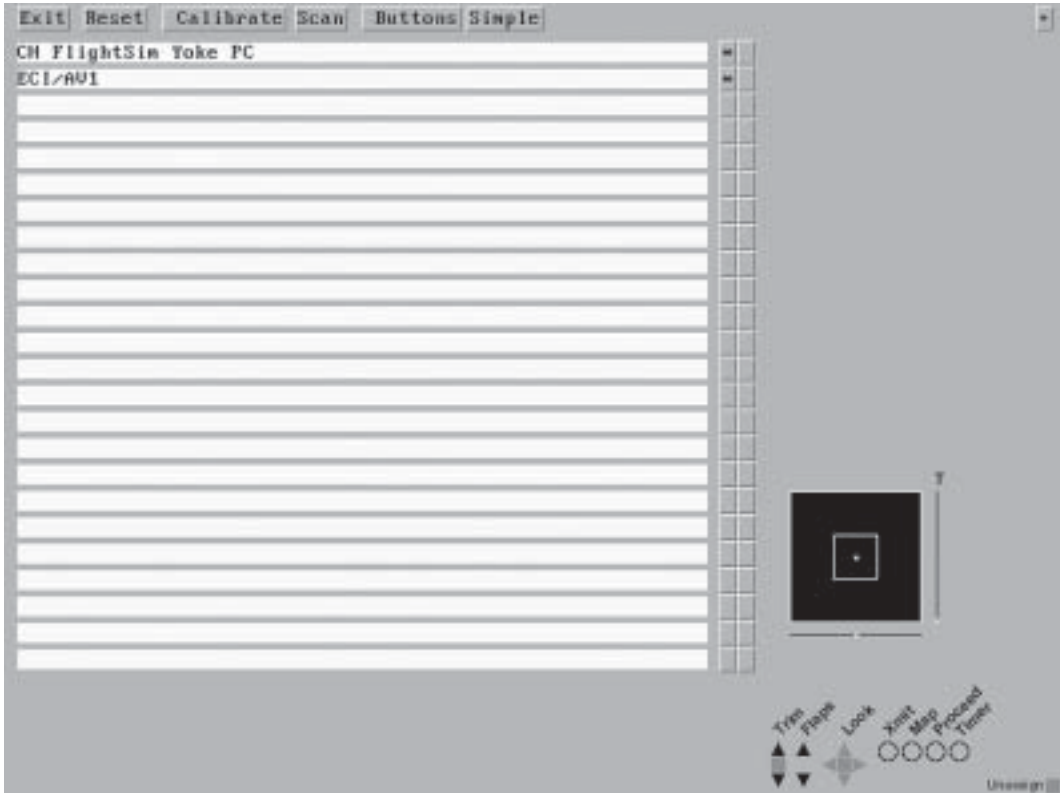 Exit Reset Calibrate Scan Buttons Simple
CH FlightSim Yoke PC
ECI/AV1
T
Trim Flaps Look Xmit Map Proceed Timer
Unassign